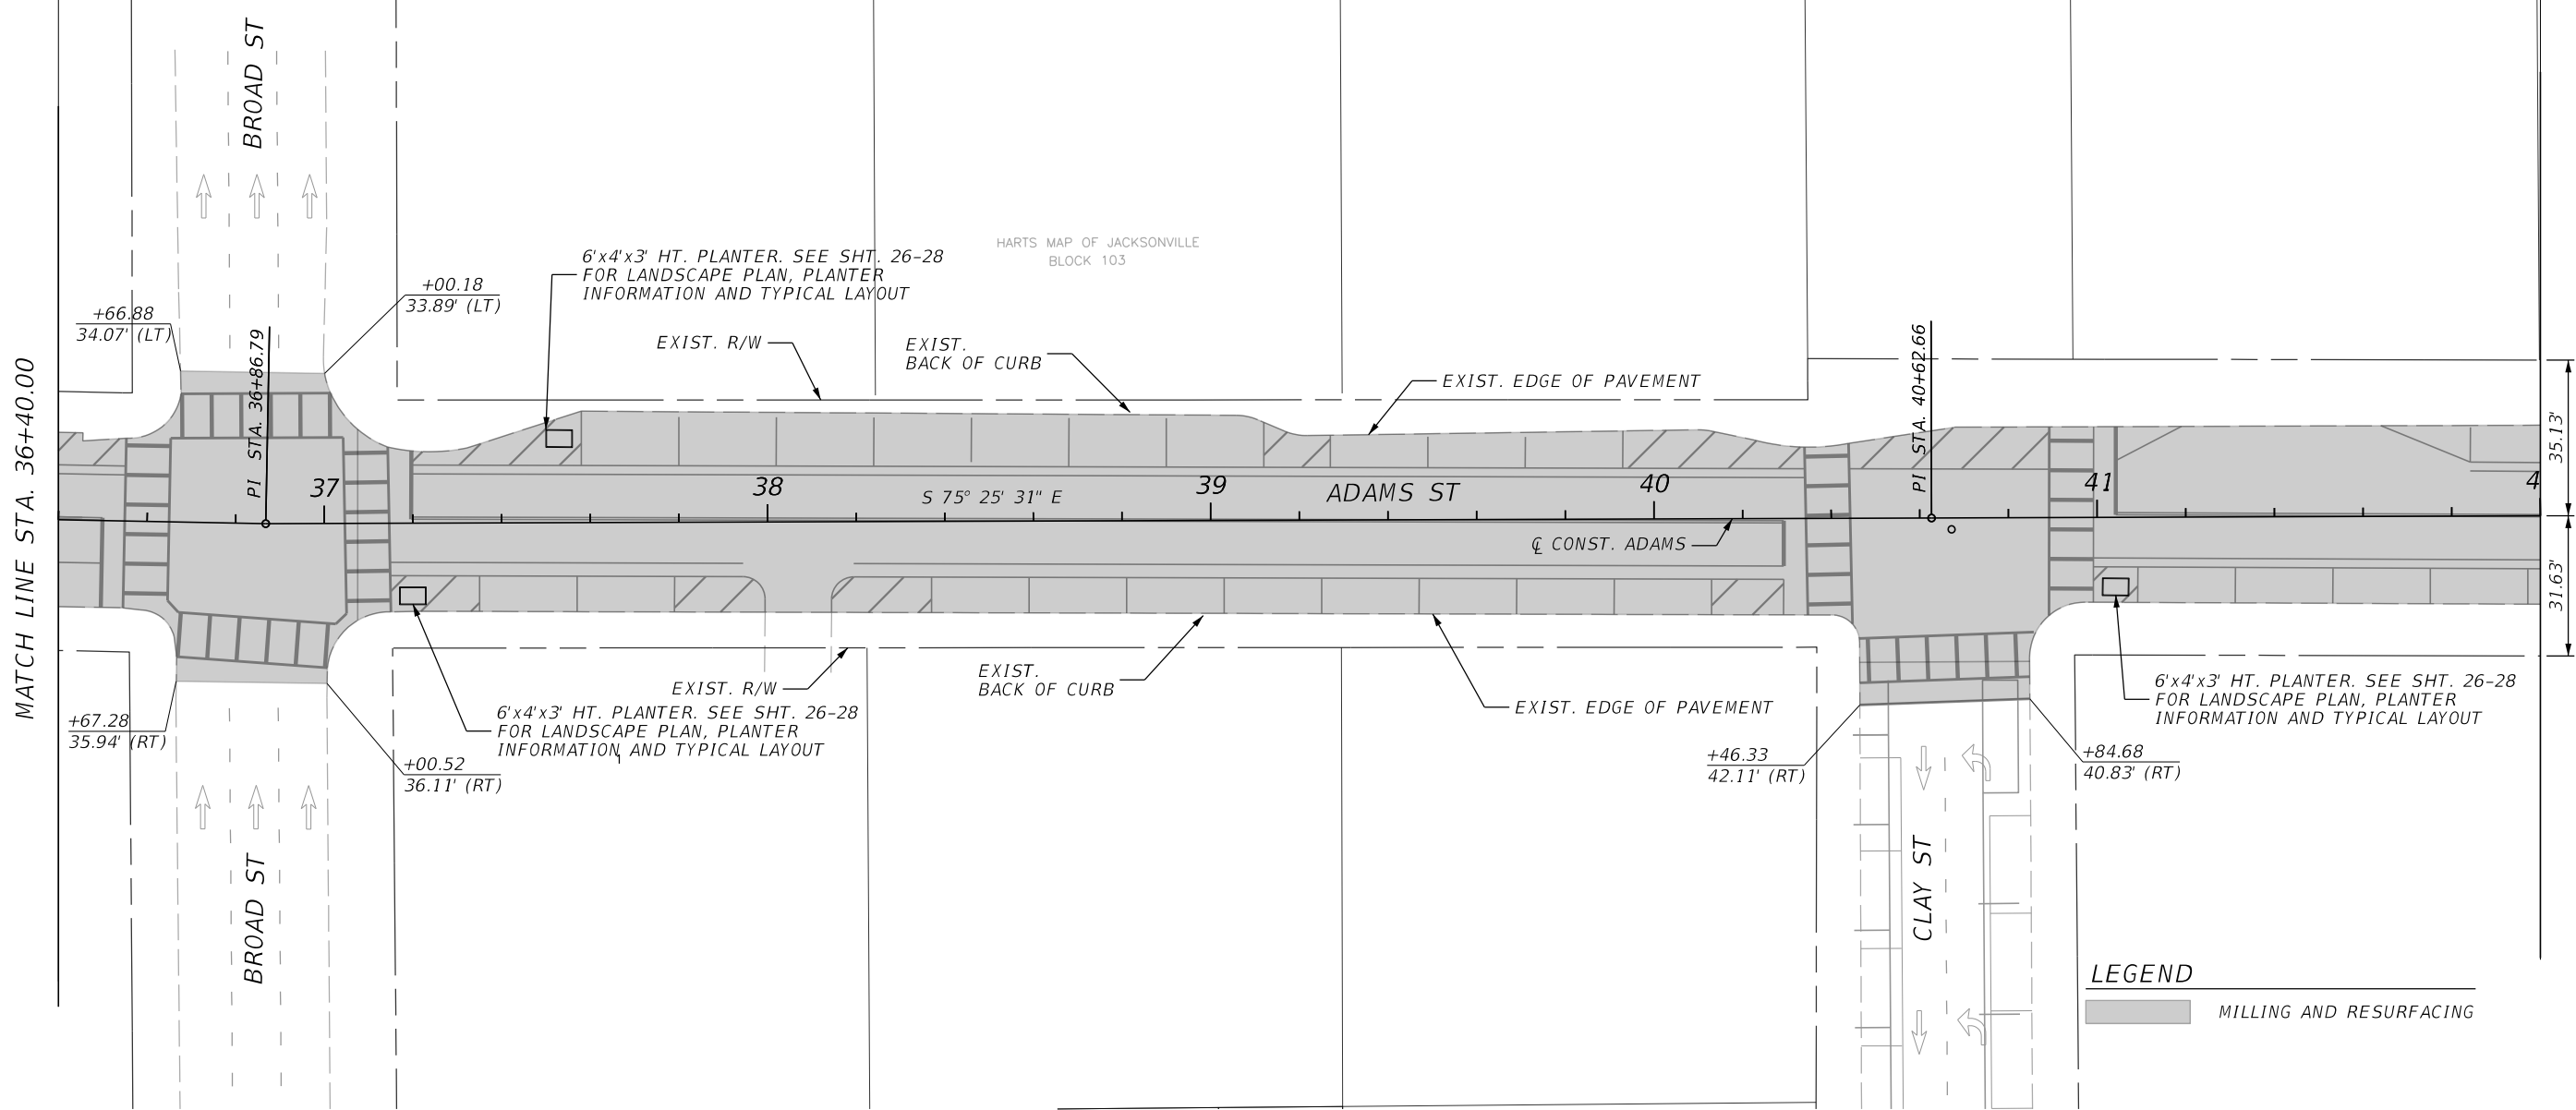 BROAD ST
HARTS MAP OF JACKSONVILLE
BLOCK 103
6'x4'x3' HT. PLANTER. SEE SHT. 26-28
FOR LANDSCAPE PLAN, PLANTER
INFORMATION AND TYPICAL LAYOUT
+00.18
33.89' (LT)
+66.88
34.07' (LT)
PI STA. 36+86.79
EXIST. R/W
EXIST.
BACK OF CURB
EXIST. EDGE OF PAVEMENT
PI STA. 40+62.66
MATCH LINE STA. 36+40.00
35.13'
37
38
39
40
41
4
S 75° 25' 31" E
ADAMS ST
℄ CONST. ADAMS
31.63'
EXIST. R/W
EXIST.
BACK OF CURB
EXIST. EDGE OF PAVEMENT
6'x4'x3' HT. PLANTER. SEE SHT. 26-28
FOR LANDSCAPE PLAN, PLANTER
INFORMATION AND TYPICAL LAYOUT
6'x4'x3' HT. PLANTER. SEE SHT. 26-28
FOR LANDSCAPE PLAN, PLANTER
INFORMATION AND TYPICAL LAYOUT
+67.28
35.94' (RT)
+00.52
36.11' (RT)
+46.33
42.11' (RT)
+84.68
40.83' (RT)
BROAD ST
CLAY ST
LEGEND
MILLING AND RESURFACING